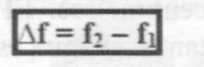 Δf = f₂ – f₁